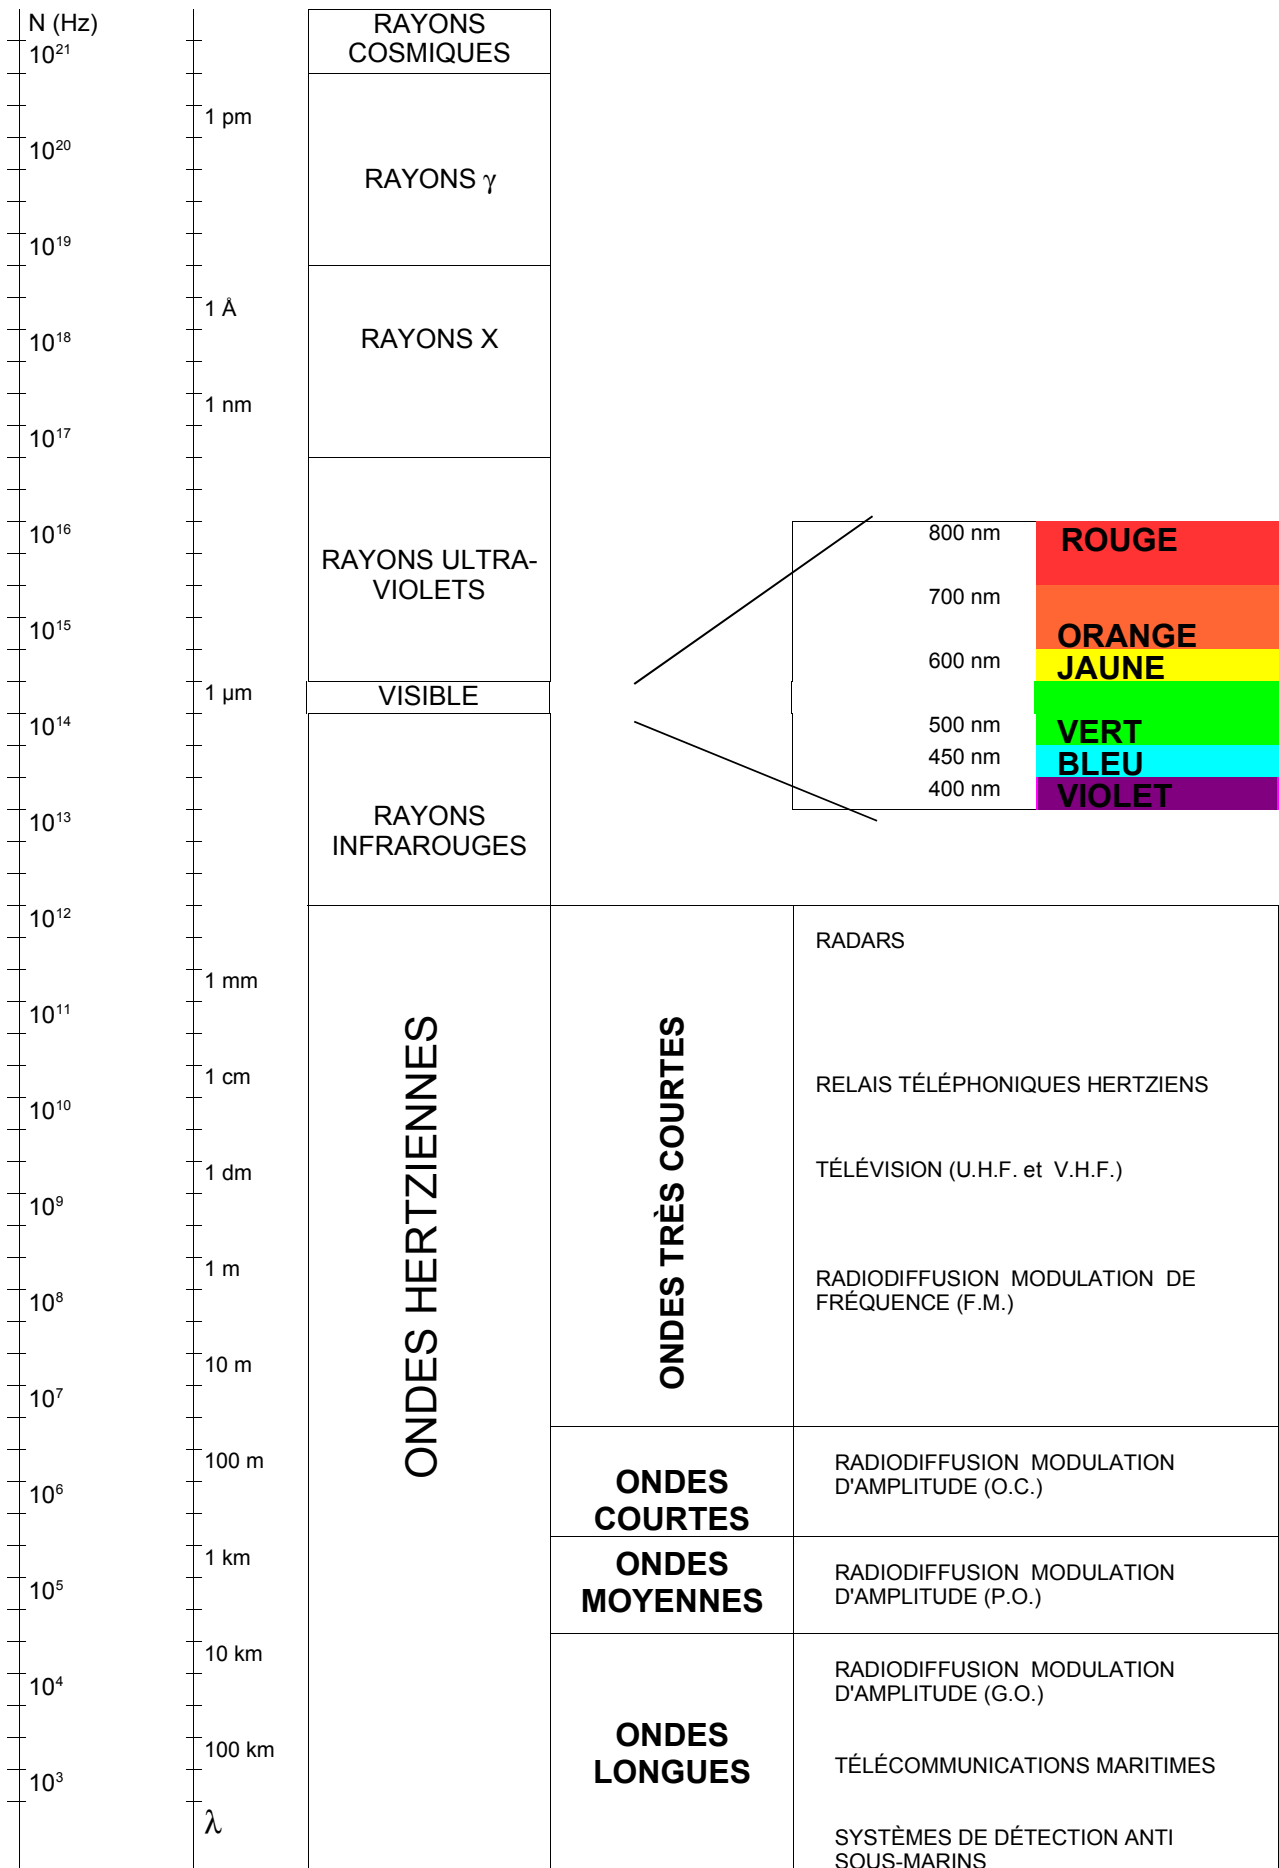 N (Hz)
10²¹
10²⁰
10¹⁹
10¹⁸
10¹⁷
10¹⁶
10¹⁵
10¹⁴
10¹³
10¹²
10¹¹
10¹⁰
10⁹
10⁸
10⁷
10⁶
10⁵
10⁴
10³
1 pm
1 Å
1 nm
1 µm
1 mm
1 cm
1 dm
1 m
10 m
100 m
1 km
10 km
100 km
λ
RAYONS
COSMIQUES
RAYONS γ
RAYONS X
RAYONS ULTRA-
VIOLETS
VISIBLE
RAYONS
INFRAROUGES
ONDES HERTZIENNES
800 nm
700 nm
600 nm
500 nm
450 nm
400 nm
ROUGE
ORANGE
JAUNE
VERT
BLEU
VIOLET
ONDES TRÈS COURTES
RADARS
RELAIS TÉLÉPHONIQUES HERTZIENS
TÉLÉVISION (U.H.F. et V.H.F.)
RADIODIFFUSION MODULATION DE
FRÉQUENCE (F.M.)
ONDES
COURTES
RADIODIFFUSION MODULATION
D'AMPLITUDE (O.C.)
ONDES
MOYENNES
RADIODIFFUSION MODULATION
D'AMPLITUDE (P.O.)
ONDES
LONGUES
RADIODIFFUSION MODULATION
D'AMPLITUDE (G.O.)
TÉLÉCOMMUNICATIONS MARITIMES
SYSTÈMES DE DÉTECTION ANTI
SOUS-MARINS